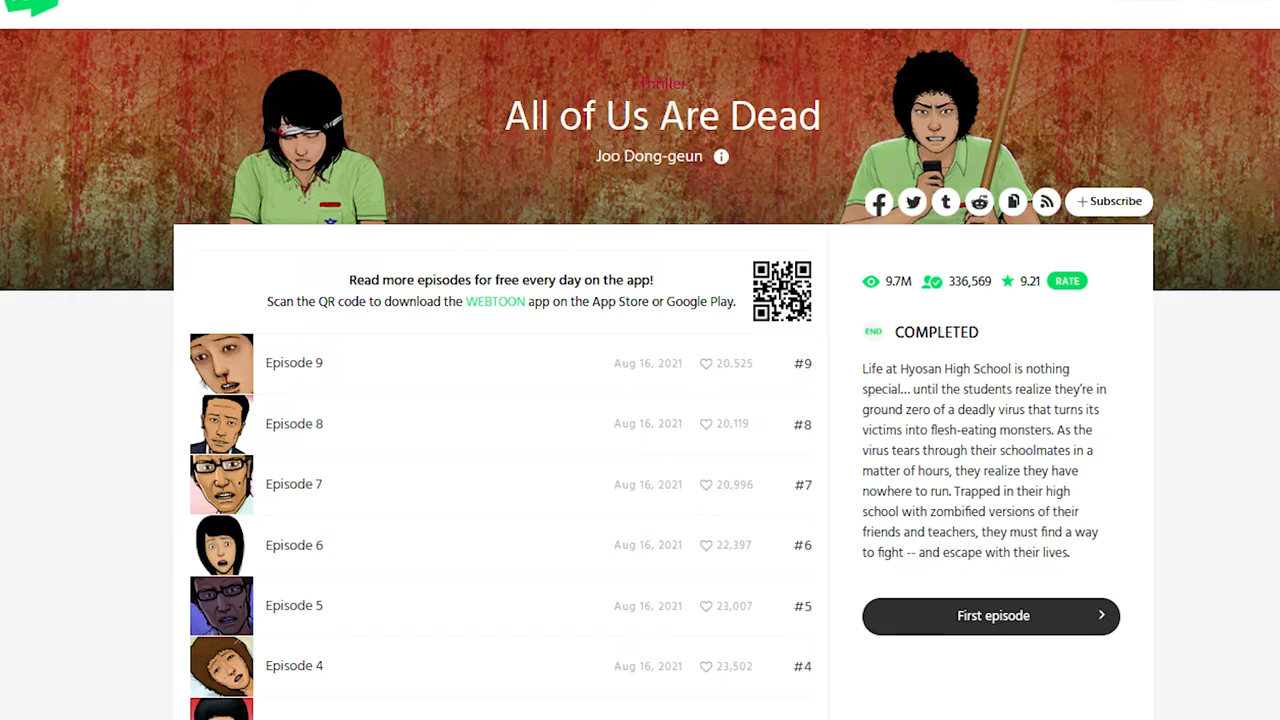 Thriller
All of Us Are Dead
Joo Dong-geun
+ Subscribe
Read more episodes for free every day on the app!
Scan the QR code to download the WEBTOON app on the App Store or Google Play.
Episode 9 Aug 16, 2021 20,525 #9
Episode 8 Aug 16, 2021 20,119 #8
Episode 7 Aug 16, 2021 20,996 #7
Episode 6 Aug 16, 2021 22,397 #6
Episode 5 Aug 16, 2021 23,007 #5
Episode 4 Aug 16, 2021 23,502 #4
9.7M 336,569 9.21 RATE
END COMPLETED
Life at Hyosan High School is nothing
special... until the students realize they're in
ground zero of a deadly virus that turns its
victims into flesh-eating monsters. As the
virus tears through their schoolmates in a
matter of hours, they realize they have
nowhere to run. Trapped in their high
school with zombified versions of their
friends and teachers, they must find a way
to fight -- and escape with their lives.
First episode